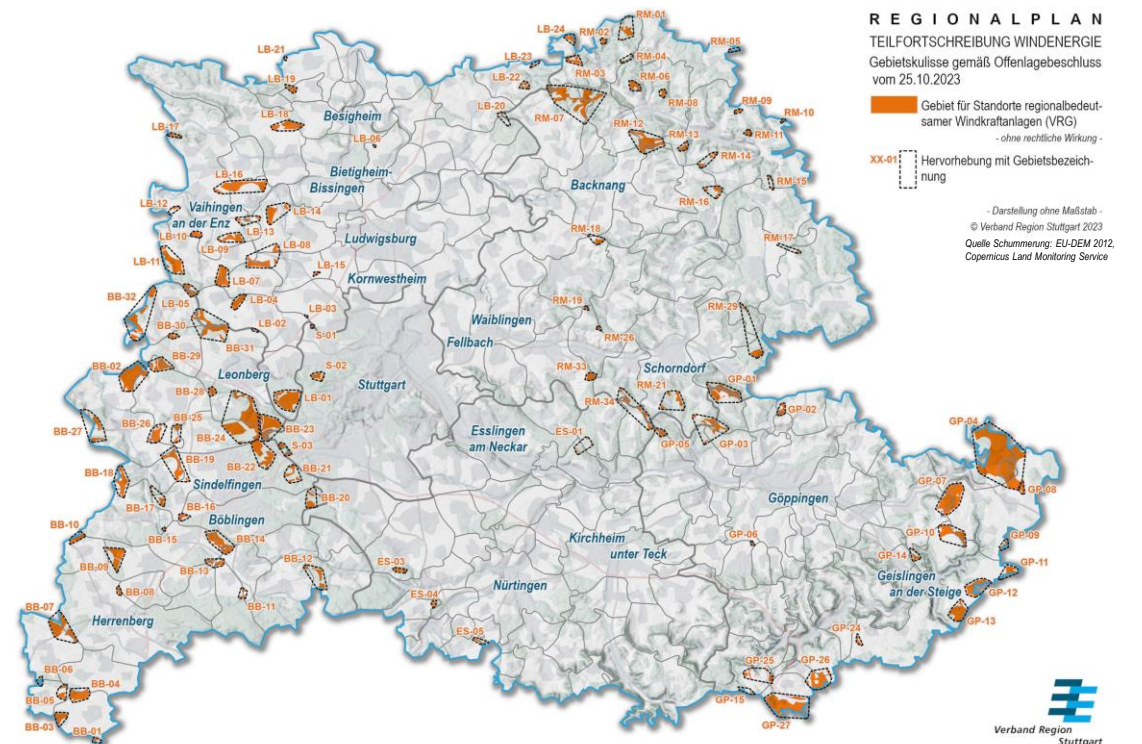 REGIONALPLAN
TEILFORTSCHREIBUNG WINDENERGIE
Gebietskulisse gemäß Offenlagebeschluss
vom 25.10.2023
Gebiet für Standorte regionalbedeut-
samer Windkraftanlagen (VRG)
- ohne rechtliche Wirkung -
XX-01
Hervorhebung mit Gebietsbezeich-
nung
- Darstellung ohne Maßstab -
© Verband Region Stuttgart 2023
Quelle Schummerung: EU-DEM 2012,
Copernicus Land Monitoring Service
RM-01
LB-24
RM-02
RM-05
LB-21
LB-23
RM-04
LB-19
LB-22
RM-03
RM-06
RM-08
LB-18
Besigheim
LB-20
RM-07
RM-09
RM-10
LB-17
LB-06
RM-12
RM-13
RM-11
Bietigheim-
Bissingen
RM-14
LB-16
Backnang
RM-15
RM-16
LB-12
Vaihingen
an der Enz
LB-14
LB-10
LB-13
Ludwigsburg
RM-18
LB-09
LB-08
RM-17
LB-11
LB-15
Kornwestheim
LB-07
BB-32
LB-05
LB-04
LB-03
RM-19
RM-29
BB-30
LB-02
S-01
Waiblingen
Fellbach
RM-26
BB-31
BB-29
BB-02
Leonberg
S-02
Stuttgart
RM-33
Schorndorf
BB-28
LB-01
RM-21
GP-01
RM-34
BB-27
BB-26
BB-25
BB-24
BB-23
Esslingen
am Neckar
ES-01
GP-05
GP-03
GP-02
GP-04
S-03
BB-19
BB-22
BB-21
BB-18
Sindelfingen
GP-07
GP-08
BB-17
BB-16
BB-20
Göppingen
Böblingen
BB-10
BB-15
BB-14
GP-10
Kirchheim
unter Teck
GP-06
GP-09
BB-09
BB-13
BB-12
ES-03
GP-14
GP-11
BB-08
BB-11
Nürtingen
Geislingen
an der Steige
GP-12
BB-07
Herrenberg
ES-04
GP-13
ES-05
GP-24
BB-06
GP-25
GP-26
BB-05
BB-04
GP-15
BB-03
BB-01
GP-27
Verband Region
Stuttgart